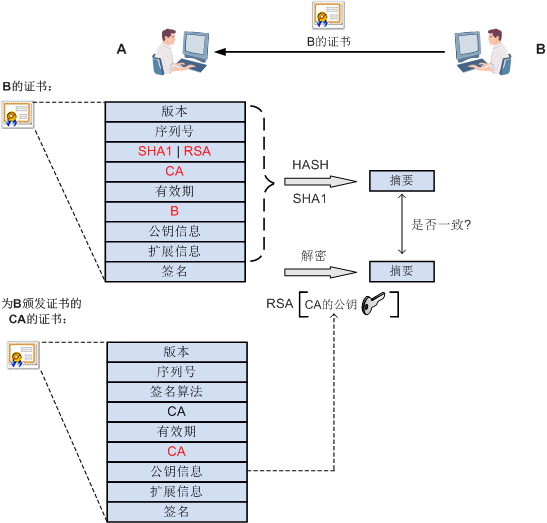 B的证书
A
B
B的证书：
版本
序列号
SHA1 | RSA
CA
有效期
B
公钥信息
扩展信息
签名
HASH
SHA1
摘要
是否一致?
解密
摘要
RSA
CA的公钥
为B颁发证书的
CA的证书：
版本
序列号
签名算法
CA
有效期
CA
公钥信息
扩展信息
签名